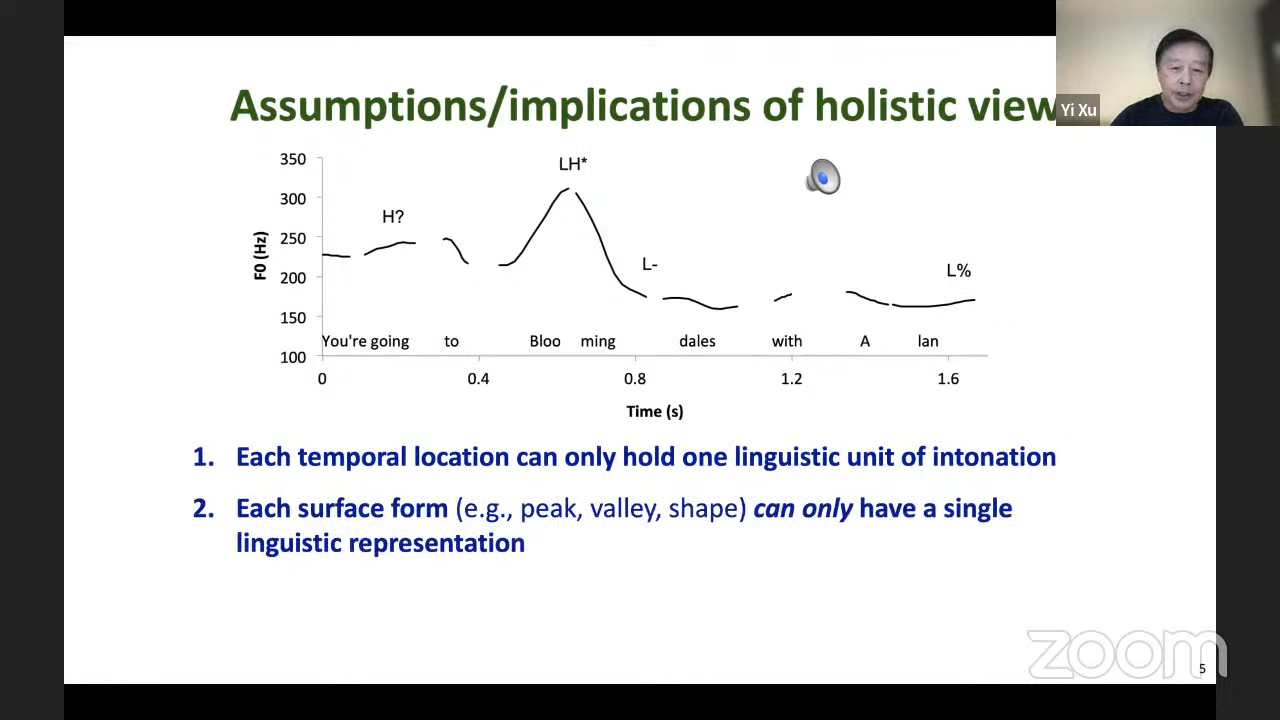 Assumptions/implications of holistic view
Yi Xu
350
300
250
200
150
100
F0 (Hz)
H?
LH*
L-
L%
You're going to Bloo ming dales with A lan
0 0.4 0.8 1.2 1.6
Time (s)
1. Each temporal location can only hold one linguistic unit of intonation
2. Each surface form (e.g., peak, valley, shape) can only have a single
linguistic representation
zoom
5